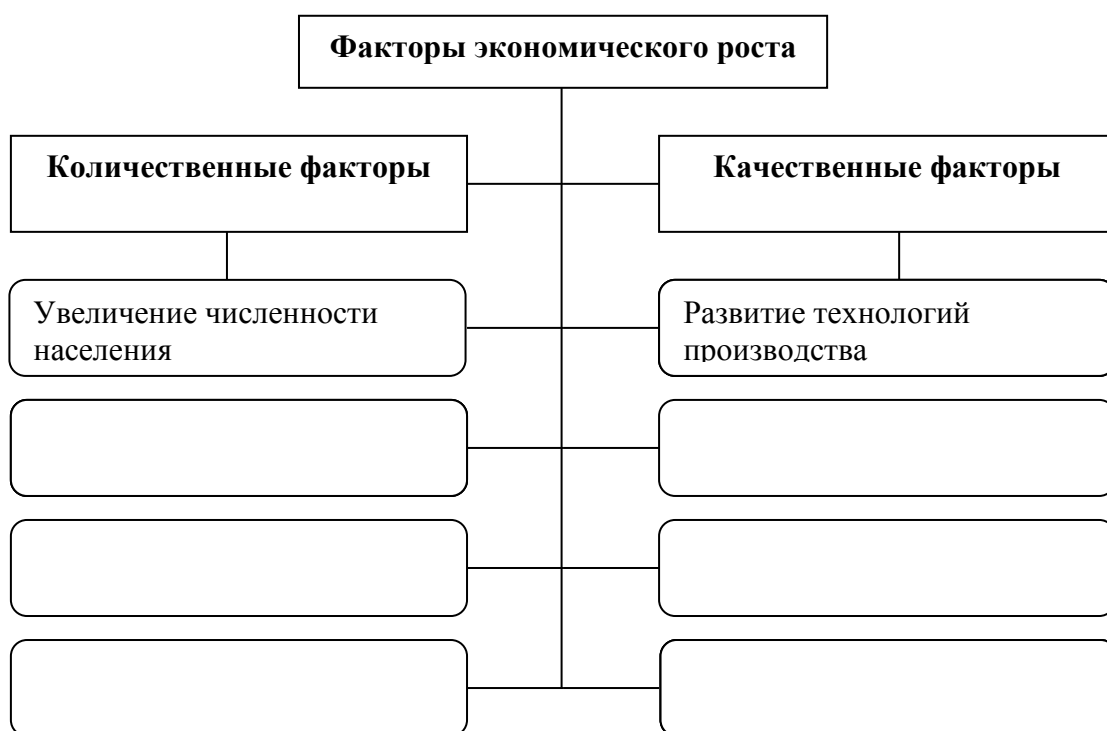 Факторы экономического роста
Количественные факторы
Качественные факторы
Увеличение численности
населения
Развитие технологий
производства